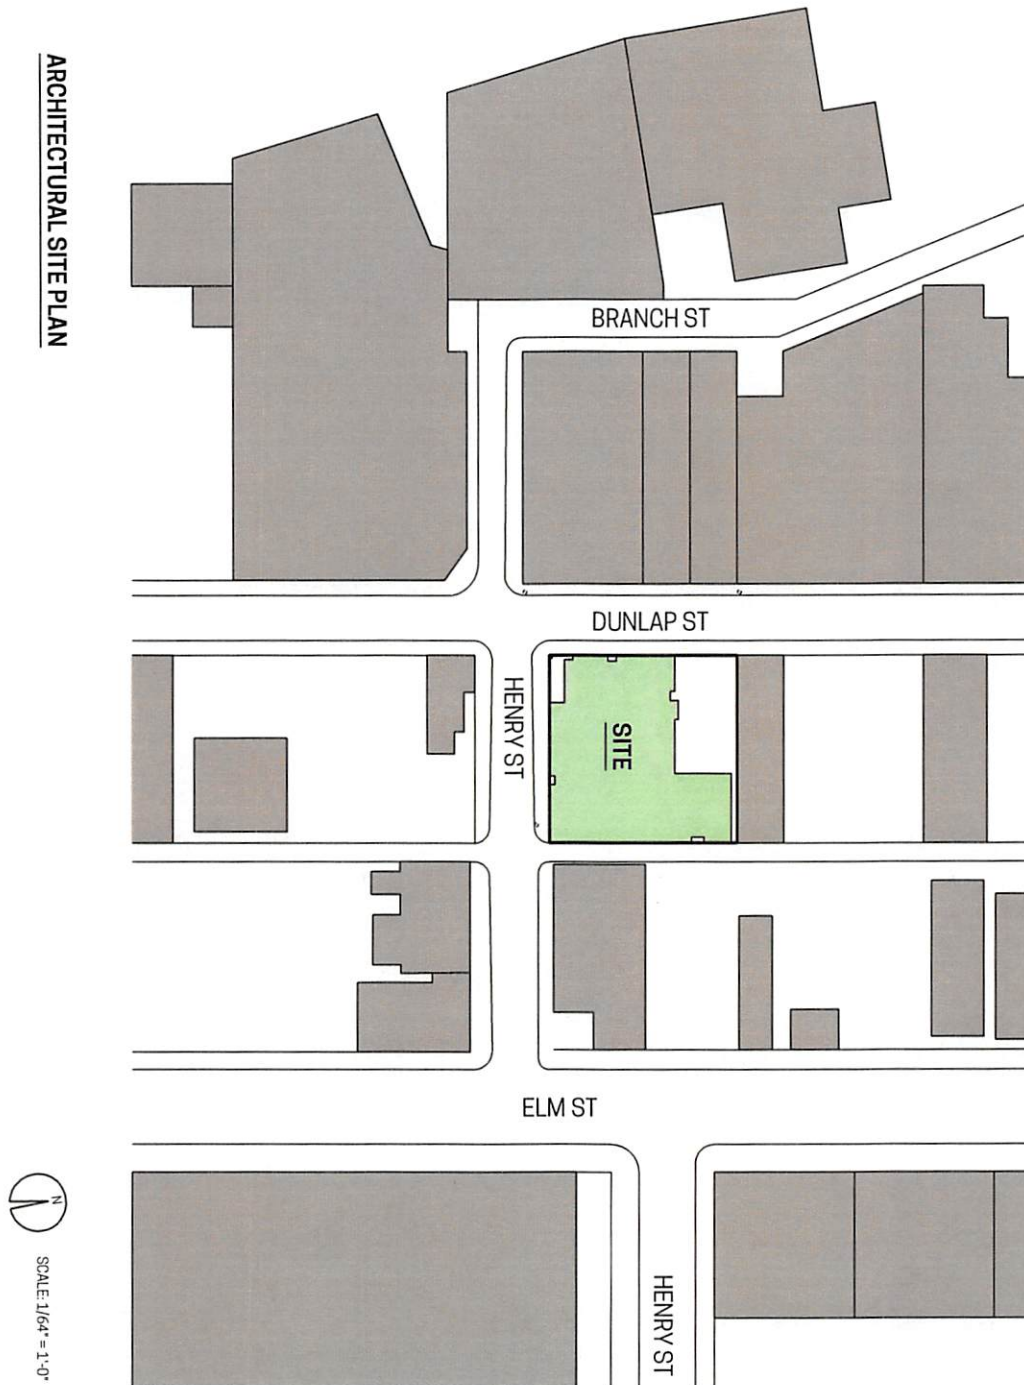 ARCHITECTURAL SITE PLAN
BRANCH ST
DUNLAP ST
HENRY ST
SITE
ELM ST
HENRY ST
N
SCALE: 1/64" = 1'-0"